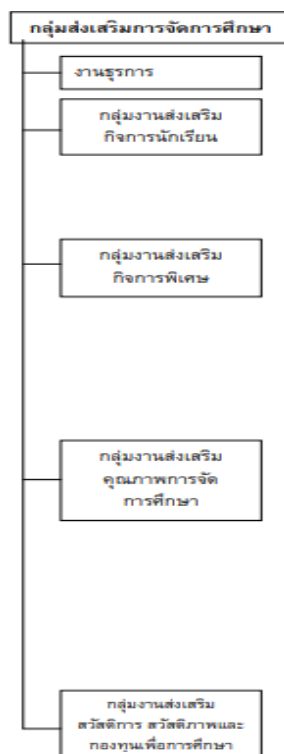 กลุ่มส่งเสริมการจัดการศึกษา
งานธุรการ
กลุ่มงานส่งเสริม
กิจการนักเรียน
กลุ่มงานส่งเสริม
กิจการพิเศษ
กลุ่มงานส่งเสริม
คุณภาพการจัด
การศึกษา
กลุ่มงานส่งเสริม
สวัสดิการ สวัสดิภาพและ
กองทุนเพื่อการศึกษา